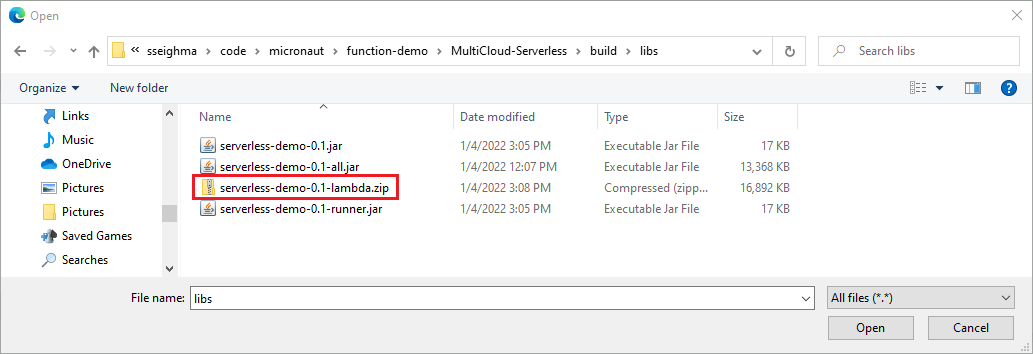 Open
« sseighma > code > micronaut > function-demo > MultiCloud-Serverless > build > libs
Search libs
Organize
New folder
?
Links
Music
OneDrive
Pictures
Pictures
Saved Games
Searches
Name Date modified Type Size
serverless-demo-0.1.jar 1/4/2022 3:05 PM Executable Jar File 17 KB
serverless-demo-0.1-all.jar 1/4/2022 12:07 PM Executable Jar File 13,368 KB
serverless-demo-0.1-lambda.zip 1/4/2022 3:08 PM Compressed (zipp... 16,892 KB
serverless-demo-0.1-runner.jar 1/4/2022 3:05 PM Executable Jar File 17 KB
File name: libs
All files (*.*)
Open Cancel